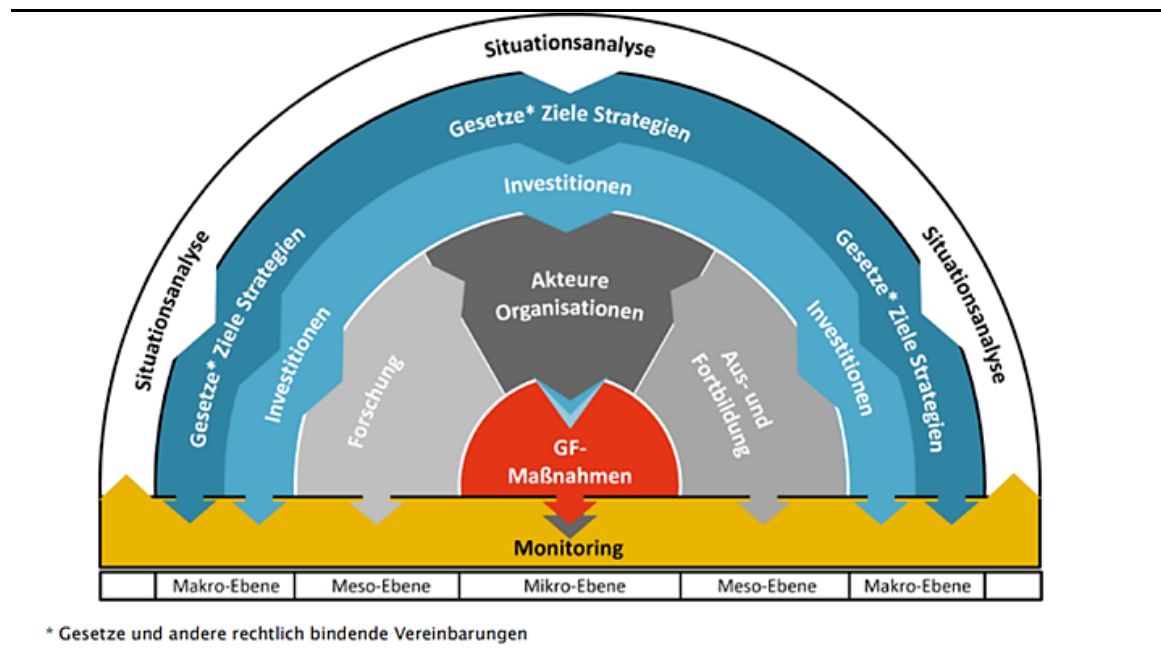 Situationsanalyse
Gesetze* Ziele Strategien
Investitionen
Situationsanalyse
Gesetze* Ziele Strategien
Investitionen
Forschung
Akteure
Organisationen
Aus- und
Fortbildung
Investitionen
Gesetze* Ziele Strategien
Situationsanalyse
GF-
Maßnahmen
Monitoring
Makro-Ebene Meso-Ebene Mikro-Ebene Meso-Ebene Makro-Ebene
* Gesetze und andere rechtlich bindende Vereinbarungen